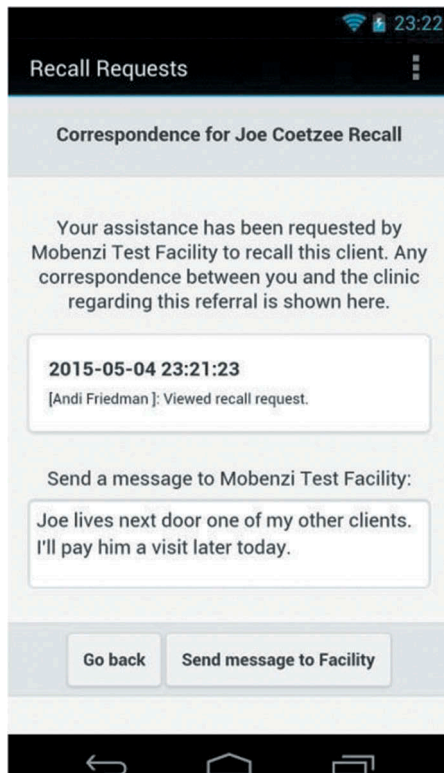 23:22
Recall Requests
Correspondence for Joe Coetzee Recall
Your assistance has been requested by
Mobenzi Test Facility to recall this client. Any
correspondence between you and the clinic
regarding this referral is shown here.
2015-05-04 23:21:23
[Andi Friedman ]: Viewed recall request.
Send a message to Mobenzi Test Facility:
Joe lives next door one of my other clients.
I'll pay him a visit later today.
Go back Send message to Facility